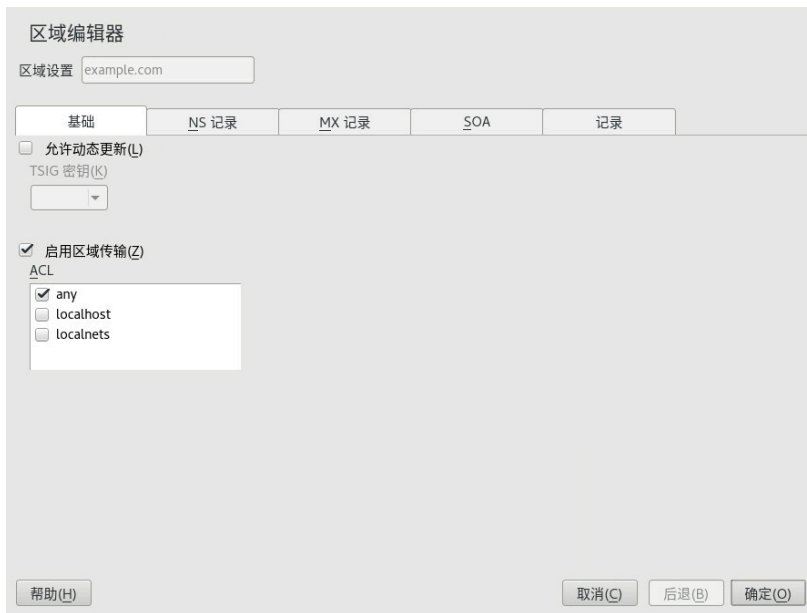 区域编辑器
区域设置 example.com
基础 NS 记录 MX 记录 SOA 记录
允许动态更新(L)
TSIG 密钥(K)
启用区域传输(Z)
ACL
any
localhost
localnets
帮助(H) 取消(C) 后退(B) 确定(O)